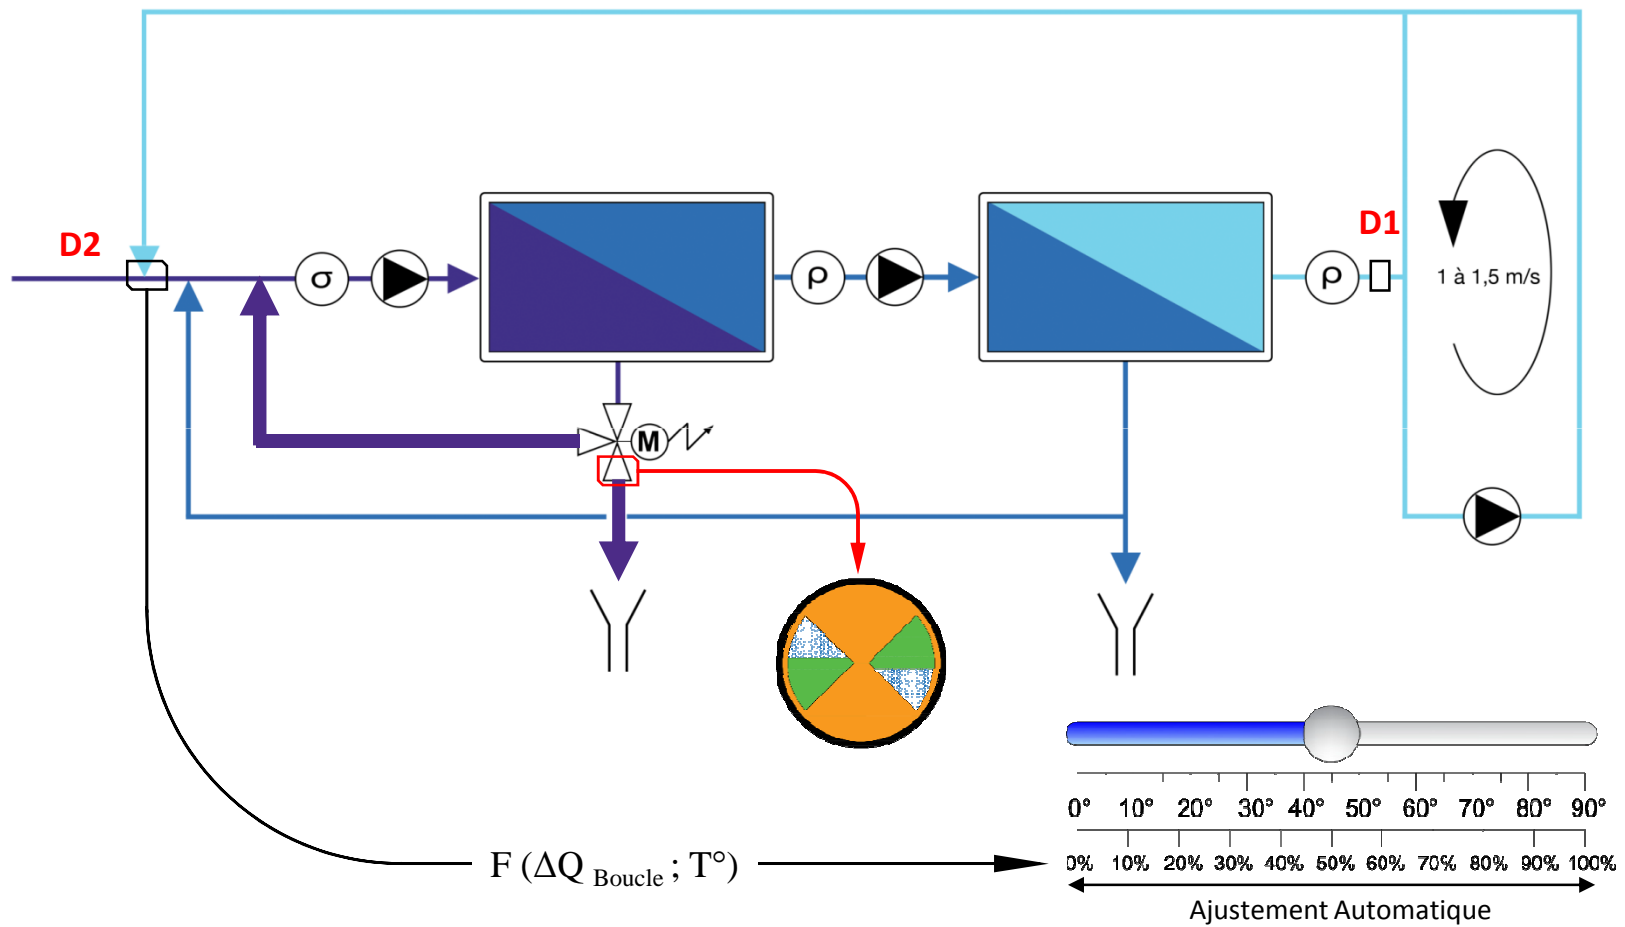 D2
σ
ρ
ρ
D1
1 à 1,5 m/s
M
0° 10° 20° 30° 40° 50° 60° 70° 80° 90°
F (ΔQ Boucle ; T°)
0% 10% 20% 30% 40% 50% 60% 70% 80% 90% 100%
Ajustement Automatique